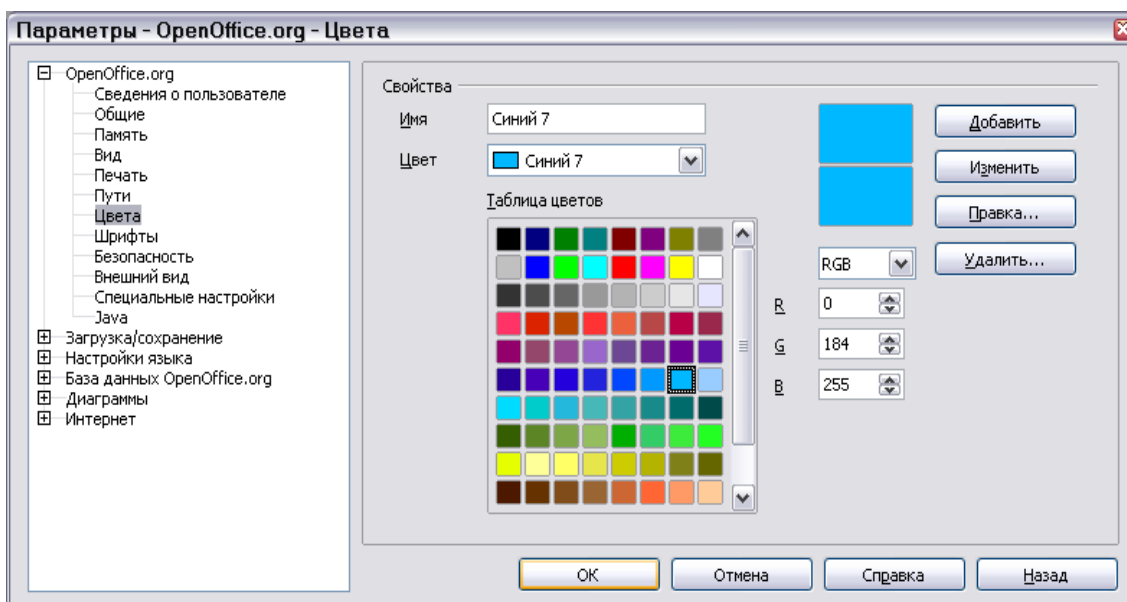 Параметры - OpenOffice.org - Цвета
OpenOffice.org
Сведения о пользователе
Общие
Память
Вид
Печать
Пути
Цвета
Шрифты
Безопасность
Внешний вид
Специальные настройки
Java
Загрузка/сохранение
Настройки языка
База данных OpenOffice.org
Диаграммы
Интернет
Свойства
Имя
Синий 7
Цвет
Синий 7
Таблица цветов
Добавить
Изменить
Правка...
Удалить...
RGB
R 0
G 184
B 255
ОК
Отмена
Справка
Назад